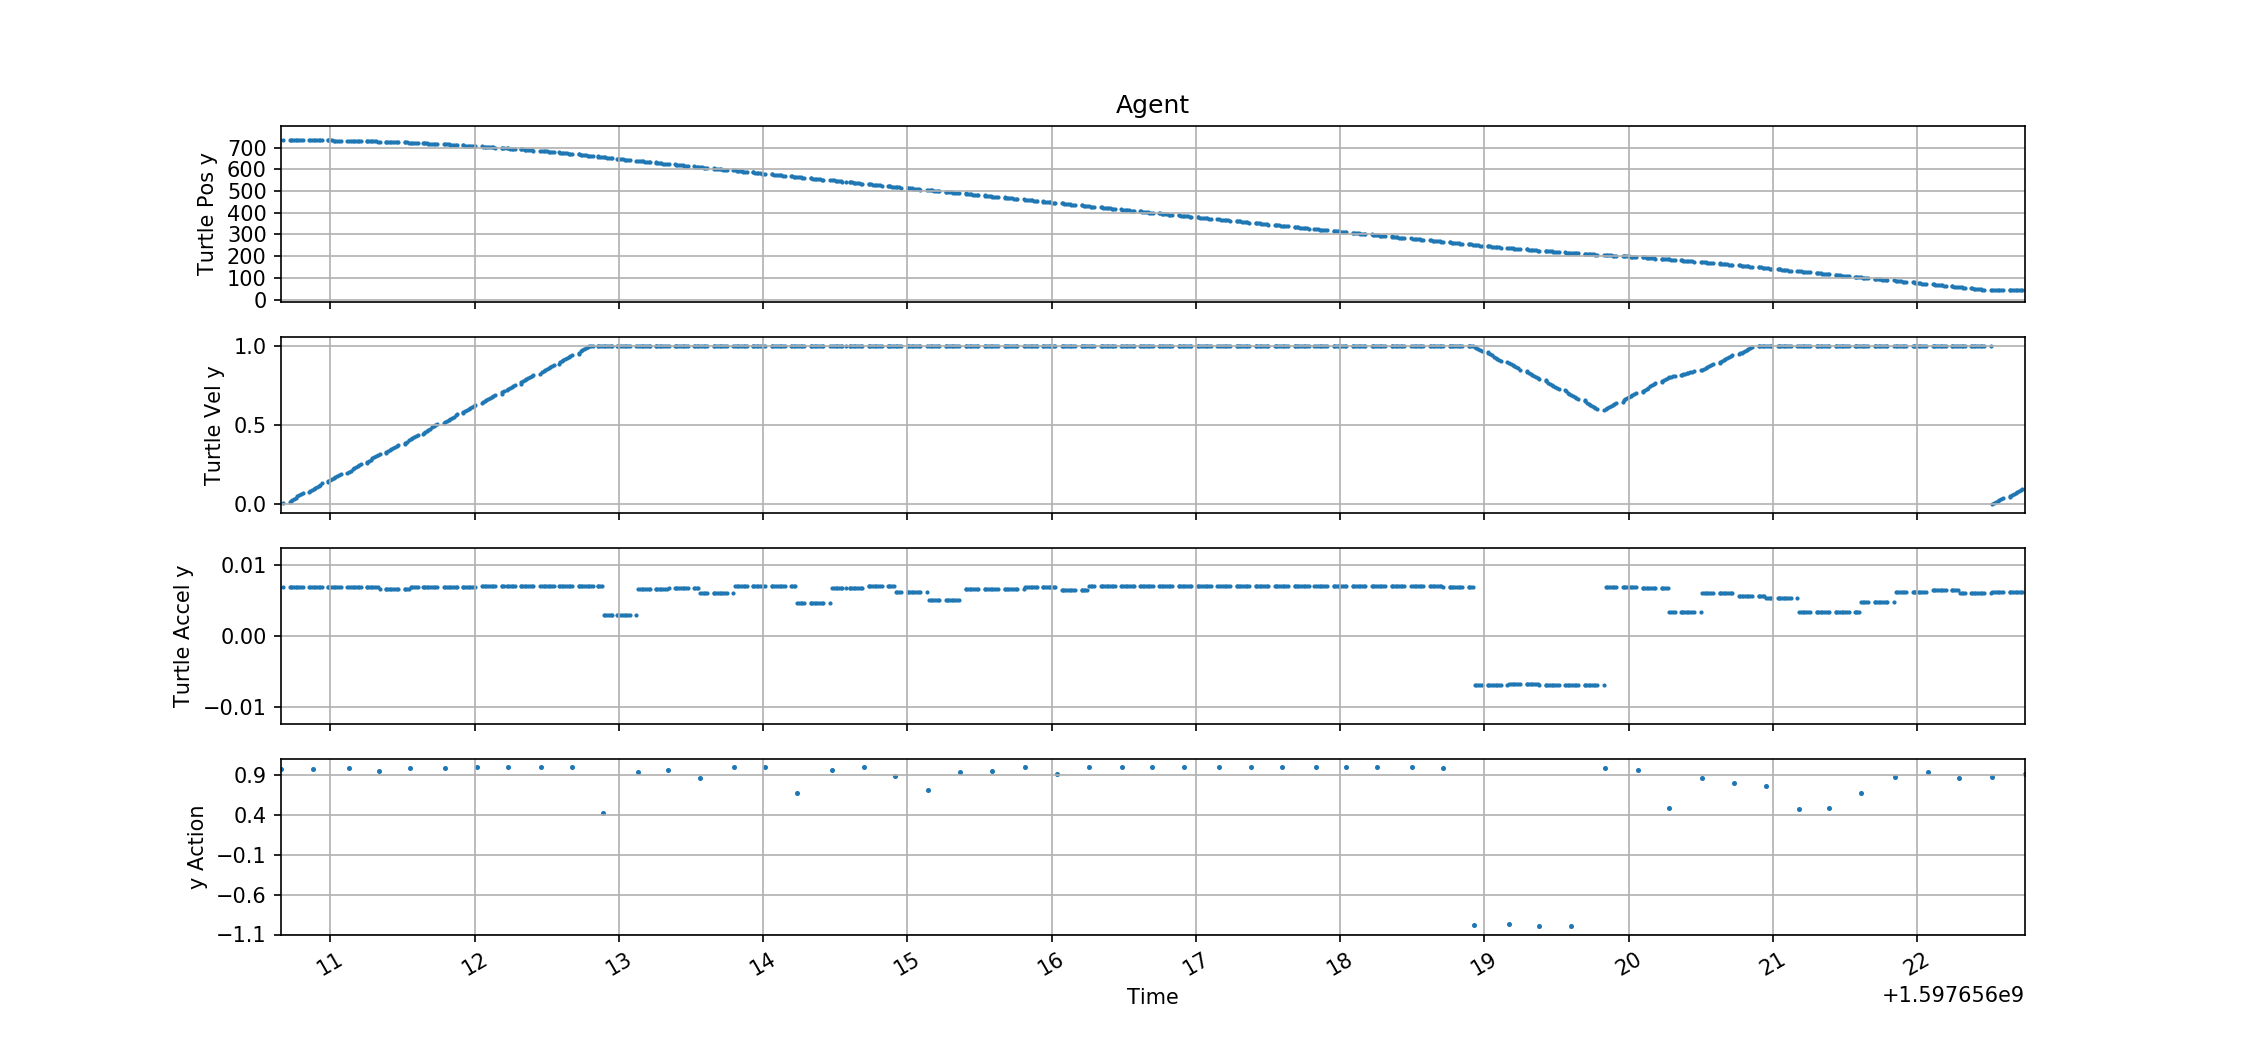 Agent
Turtle Pos y
700
600
500
400
300
200
100
0
Turtle Vel y
1.0
0.5
0.0
Turtle Accel y
0.01
0.00
−0.01
y Action
0.9
0.4
−0.1
−0.6
−1.1
11 12 13 14 15 16 17 18 19 20 21 22
Time
+1.597656e9